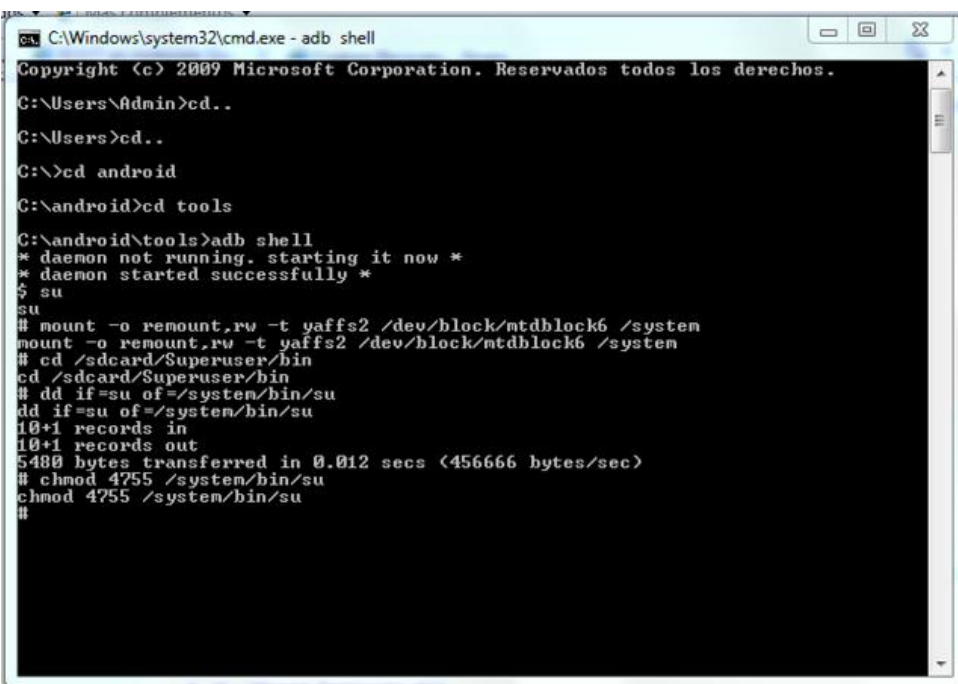 C:\Windows\system32\cmd.exe - adb shell
Copyright (c) 2009 Microsoft Corporation. Reservados todos los derechos.
C:\Users\Admin>cd..
C:\Users>cd..
C:\>cd android
C:\android>cd tools
C:\android\tools>adb shell
* daemon not running. starting it now *
* daemon started successfully *
$ su
su
# mount -o remount,rw -t yaffs2 /dev/block/mtdblock6 /system
mount -o remount,rw -t yaffs2 /dev/block/mtdblock6 /system
# cd /sdcard/Superuser/bin
cd /sdcard/Superuser/bin
# dd if=su of=/system/bin/su
dd if=su of=/system/bin/su
10+1 records in
10+1 records out
5480 bytes transferred in 0.012 secs (456666 bytes/sec)
# chmod 4755 /system/bin/su
chmod 4755 /system/bin/su
#